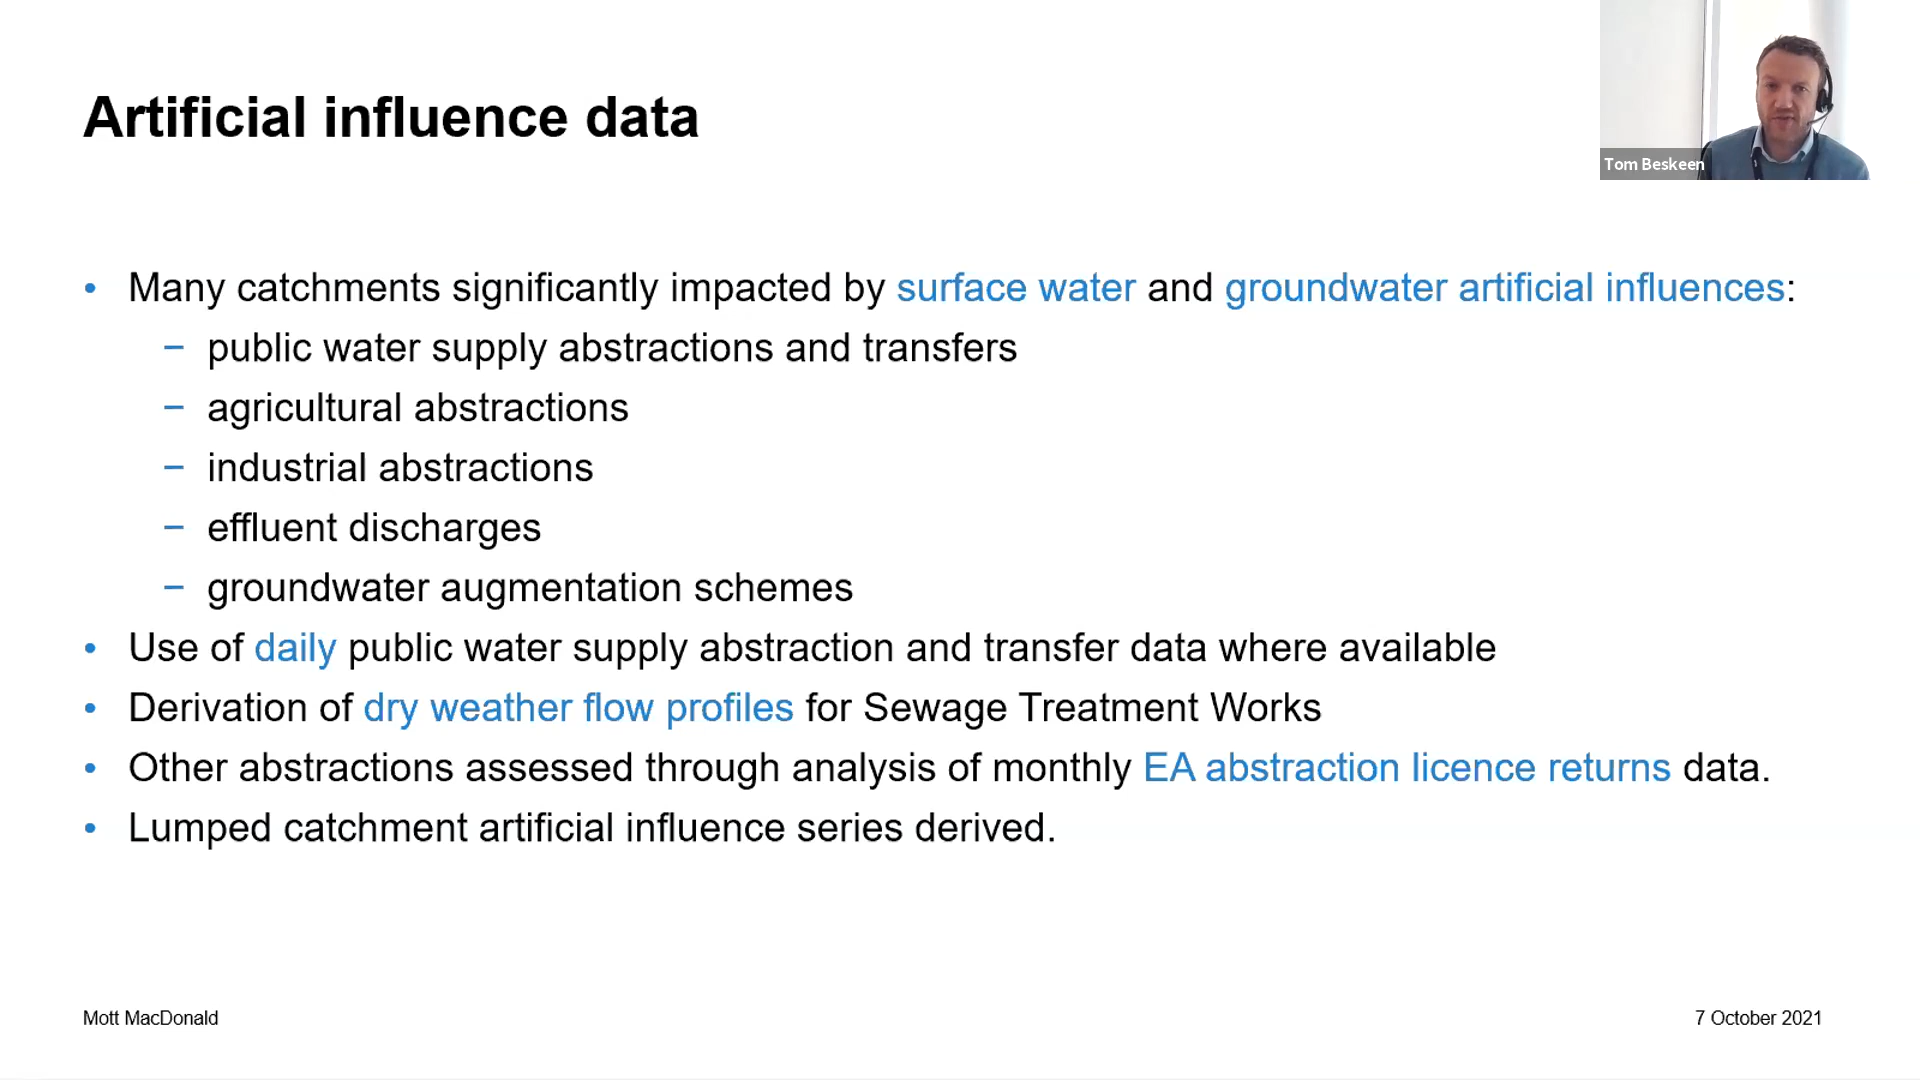 Artificial influence data
Tom Beskeen
• Many catchments significantly impacted by surface water and groundwater artificial influences:
− public water supply abstractions and transfers
− agricultural abstractions
− industrial abstractions
− effluent discharges
− groundwater augmentation schemes
• Use of daily public water supply abstraction and transfer data where available
• Derivation of dry weather flow profiles for Sewage Treatment Works
• Other abstractions assessed through analysis of monthly EA abstraction licence returns data.
• Lumped catchment artificial influence series derived.
Mott MacDonald
7 October 2021